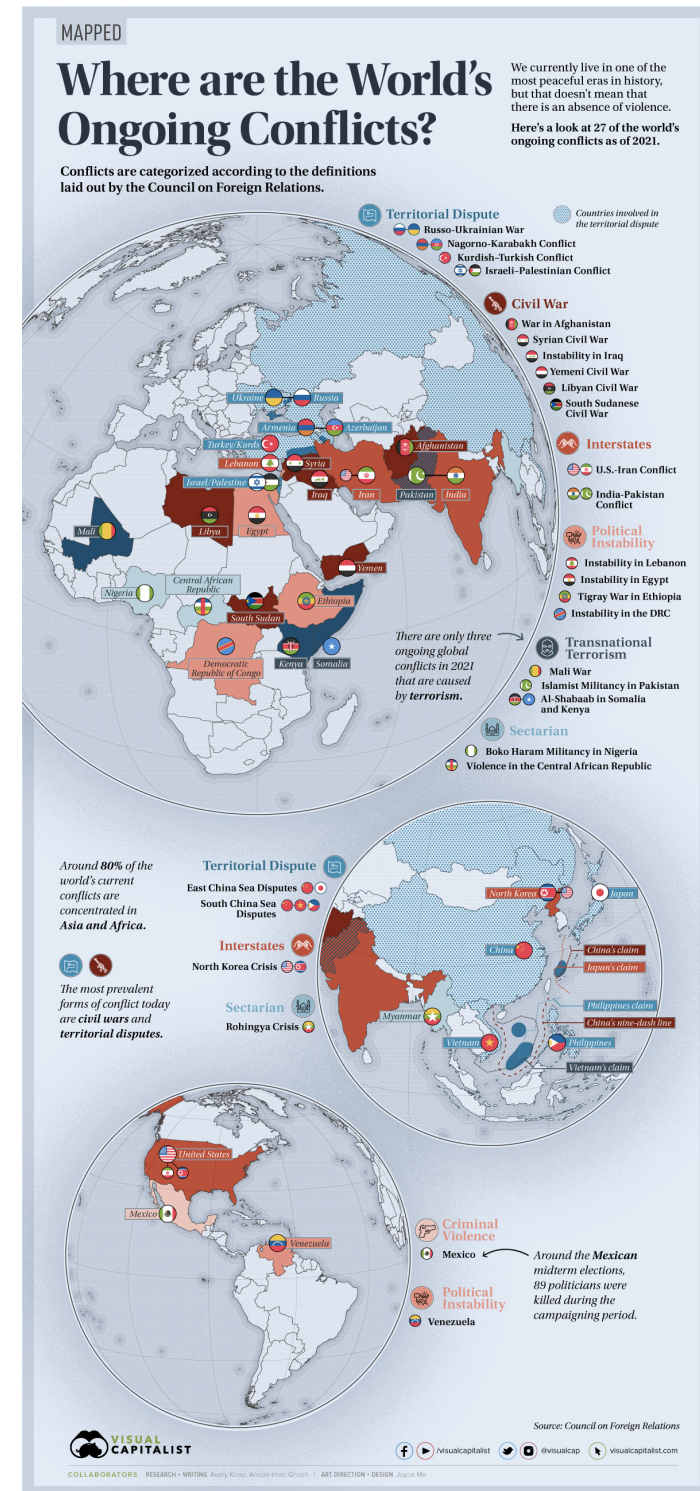 MAPPED
Where are the World's
Ongoing Conflicts?
We currently live in one of the
most peaceful eras in history,
but that doesn't mean that
there is an absence of violence.
Here's a look at 27 of the world's
ongoing conflicts as of 2021.
Conflicts are categorized according to the definitions
laid out by the Council on Foreign Relations.
Territorial Dispute
Countries involved in
the territorial dispute
Russo-Ukrainian War
Nagorno-Karabakh Conflict
Kurdish-Turkish Conflict
Israeli-Palestinian Conflict
Civil War
War in Afghanistan
Syrian Civil War
Instability in Iraq
Yemeni Civil War
Libyan Civil War
South Sudanese
Civil War
Interstates
U.S.-Iran Conflict
India-Pakistan
Conflict
Political
Instability
Instability in Lebanon
Instability in Egypt
Tigray War in Ethiopia
Instability in the DRC
Transnational
Terrorism
Mali War
Islamist Militancy in Pakistan
Al-Shabaab in Somalia
and Kenya
Sectarian
Boko Haram Militancy in Nigeria
Violence in the Central African Republic
Ukraine
Russia
Armenia
Azerbaijan
Turkey/Kurds
Afghanistan
Lebanon
Syria
Israel/Palestine
Iraq
Iran
Pakistan
India
Mali
Libya
Egypt
Yemen
Nigeria
Central African
Republic
South Sudan
Ethiopia
Democratic
Republic of Congo
Kenya
Somalia
There are only three
ongoing global
conflicts in 2021
that are caused
by terrorism.
Around 80% of the
world's current
conflicts are
concentrated in
Asia and Africa.
The most prevalent
forms of conflict today
are civil wars and
territorial disputes.
Territorial Dispute
East China Sea Disputes
South China Sea
Disputes
Interstates
North Korea Crisis
Sectarian
Rohingya Crisis
North Korea
Japan
China
China's claim
Japan's claim
Myanmar
Philippines claim
China's nine-dash line
Vietnam
Philippines
Vietnam's claim
United States
Mexico
Venezuela
Criminal
Violence
Mexico
Around the Mexican
midterm elections,
89 politicians were
killed during the
campaigning period.
Political
Instability
Venezuela
Source: Council on Foreign Relations
VISUAL
CAPITALIST
/visualcapitalist
@visualcap
visualcapitalist.com
COLLABORATORS RESEARCH + WRITING Avery Koop, Anuza-khan Ghosh | ART DIRECTION + DESIGN Joyce Ma